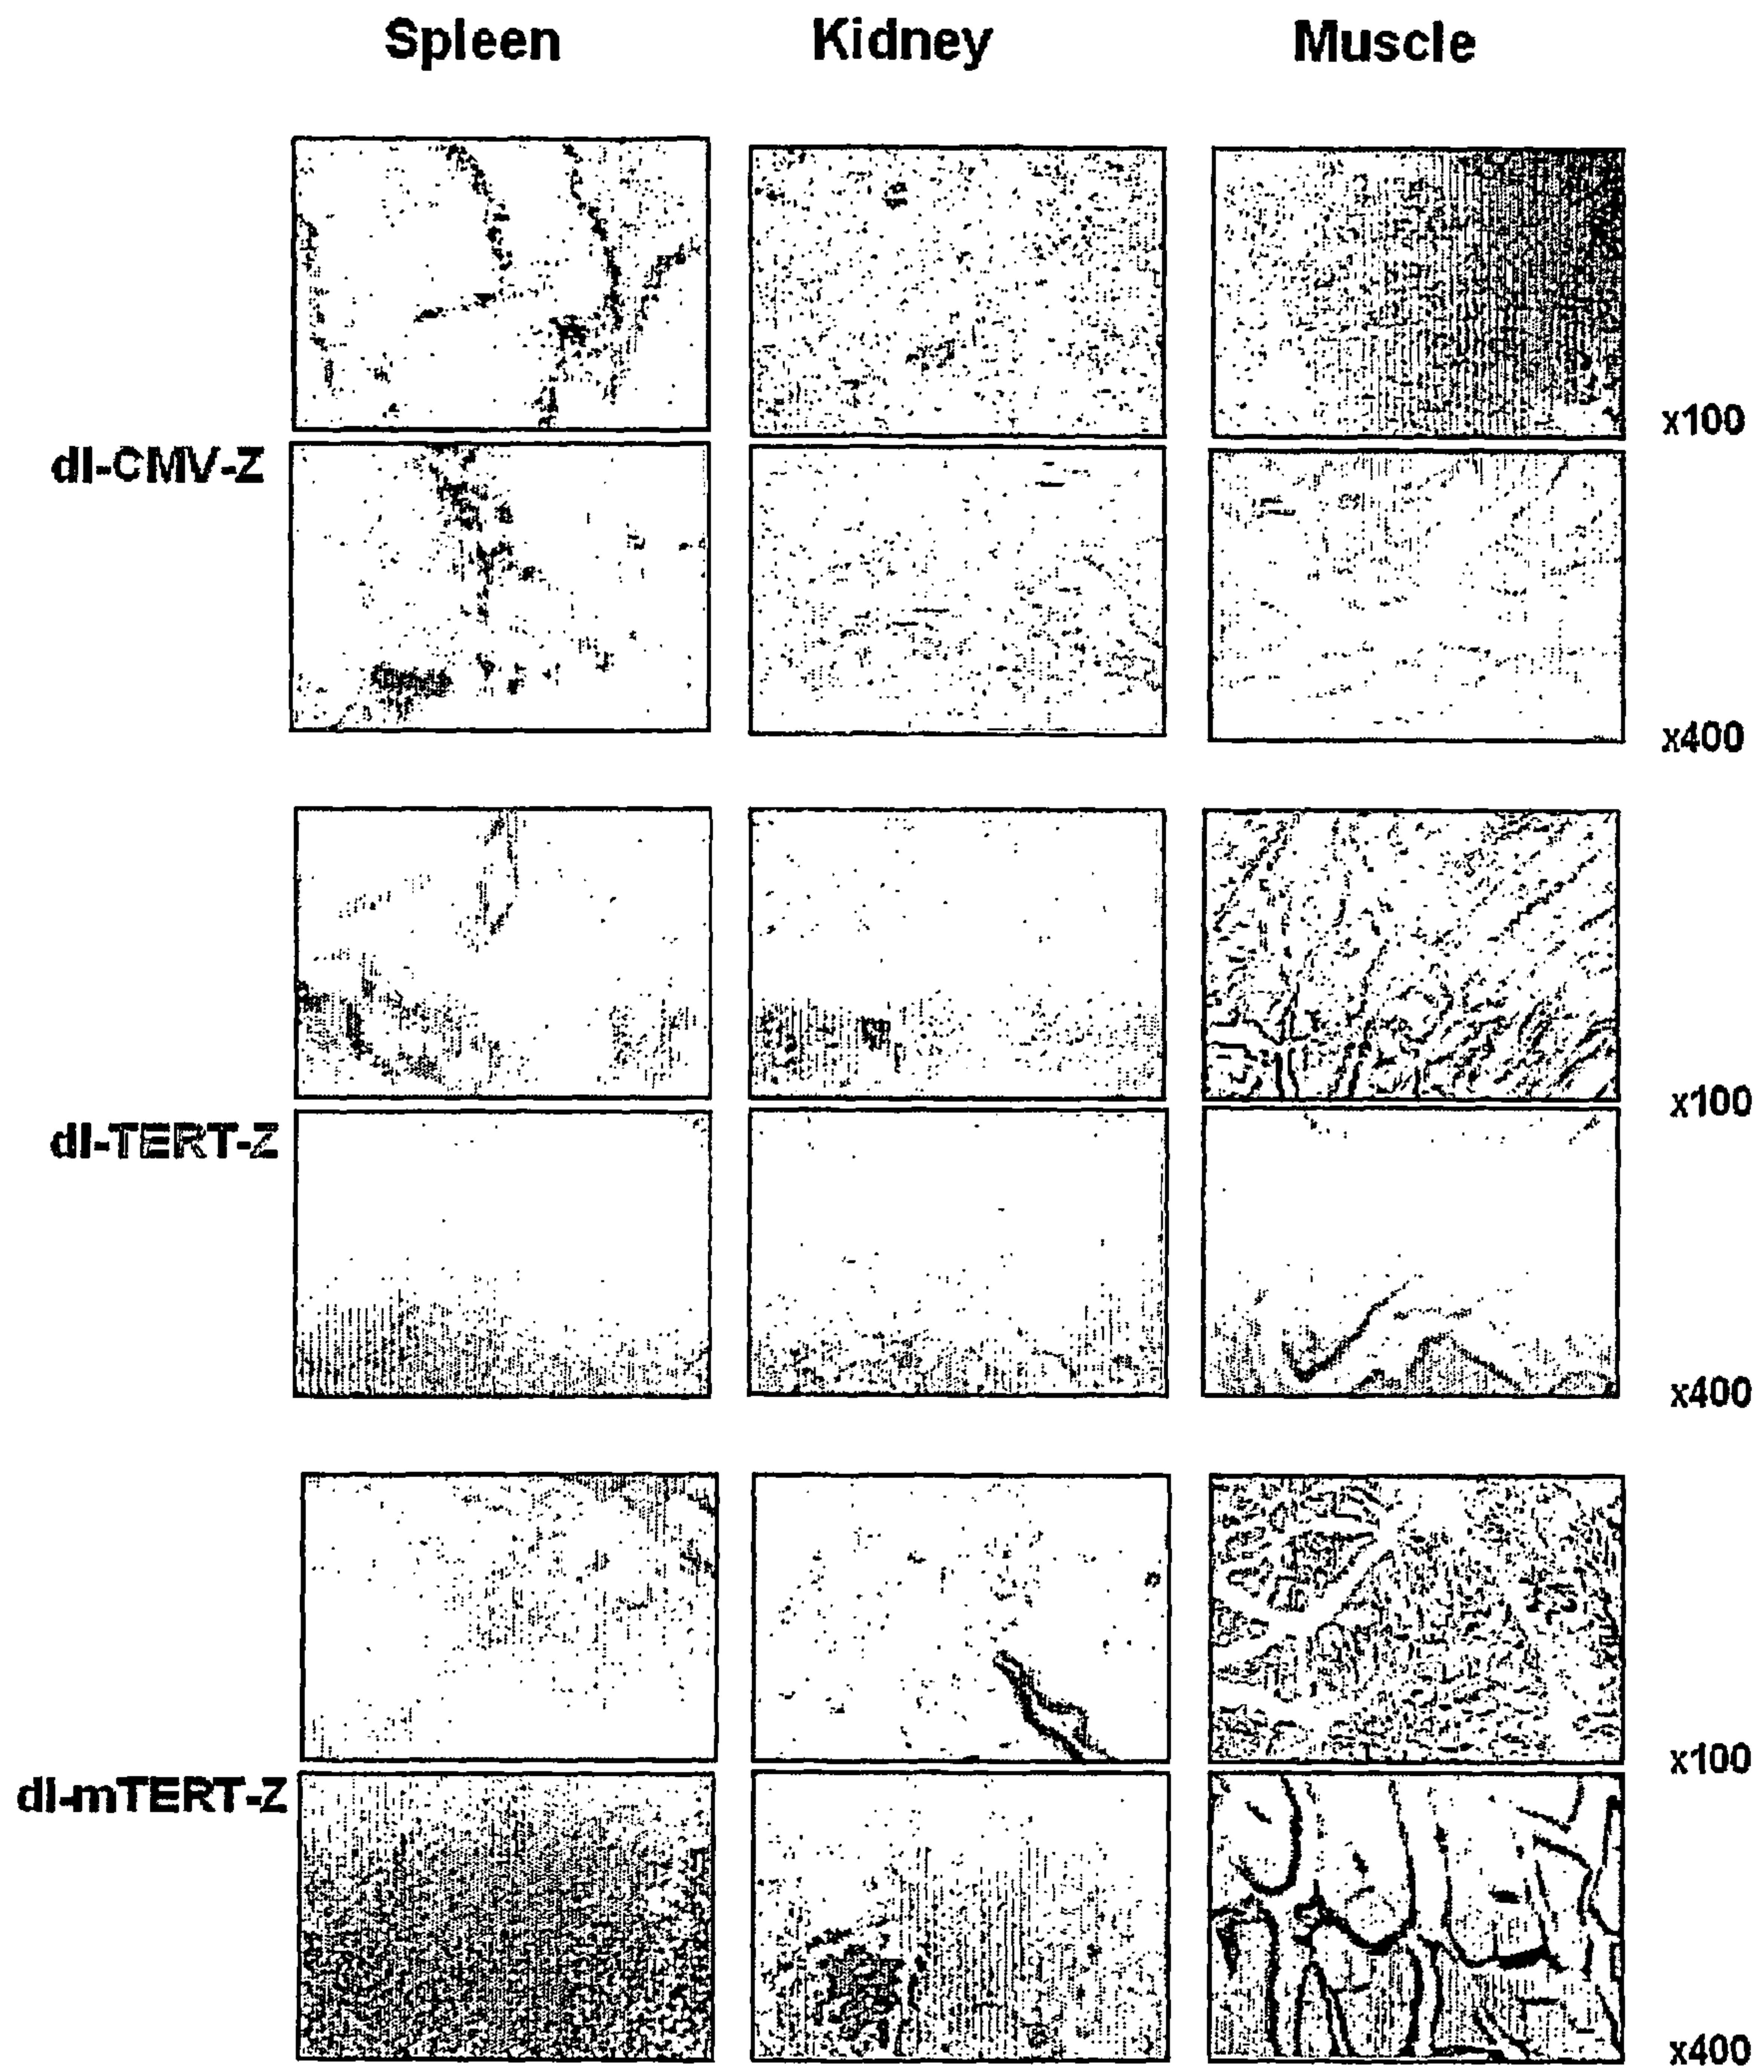 Spleen Kidney Muscle
x100
dl-CMV-Z
x400
x100
dl-TERT-Z
x400
x100
dl-mTERT-Z
x400